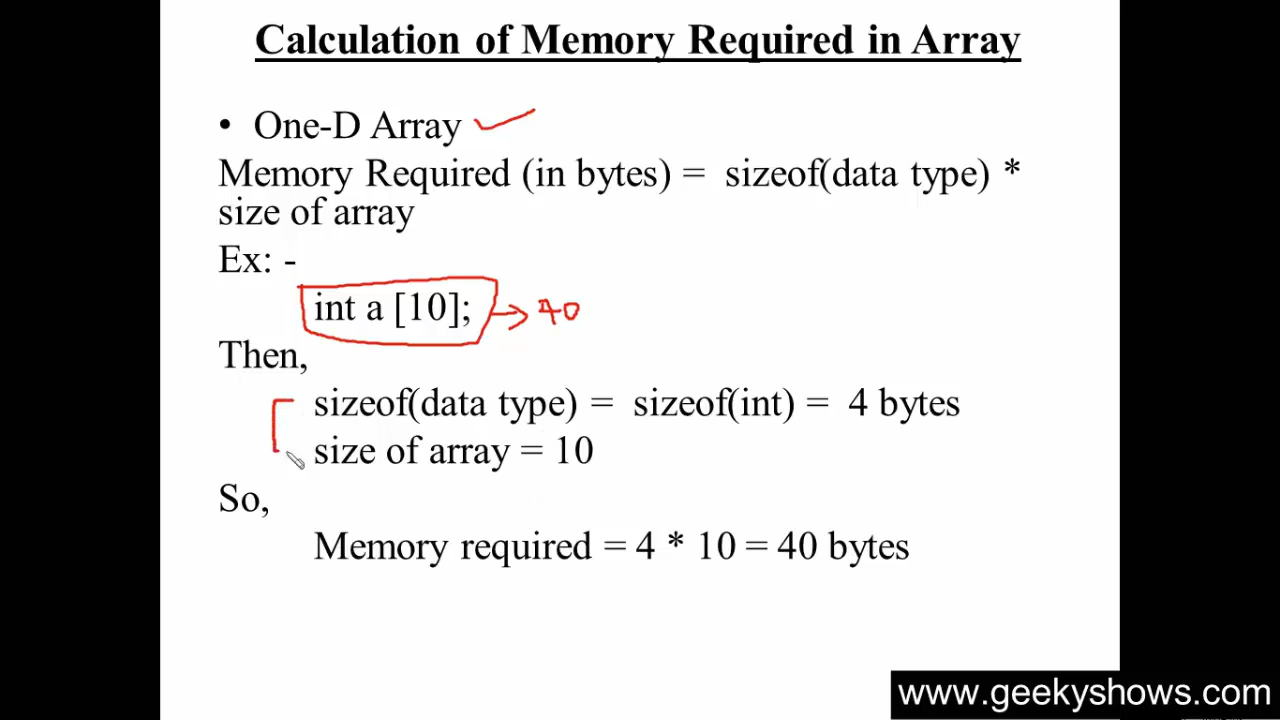 Calculation of Memory Required in Array
• One-D Array
Memory Required (in bytes) = sizeof(data type) *
size of array
Ex: -
int a [10]; → 40
Then,
sizeof(data type) = sizeof(int) = 4 bytes
size of array = 10
So,
Memory required = 4 * 10 = 40 bytes
www.geekyshows.com